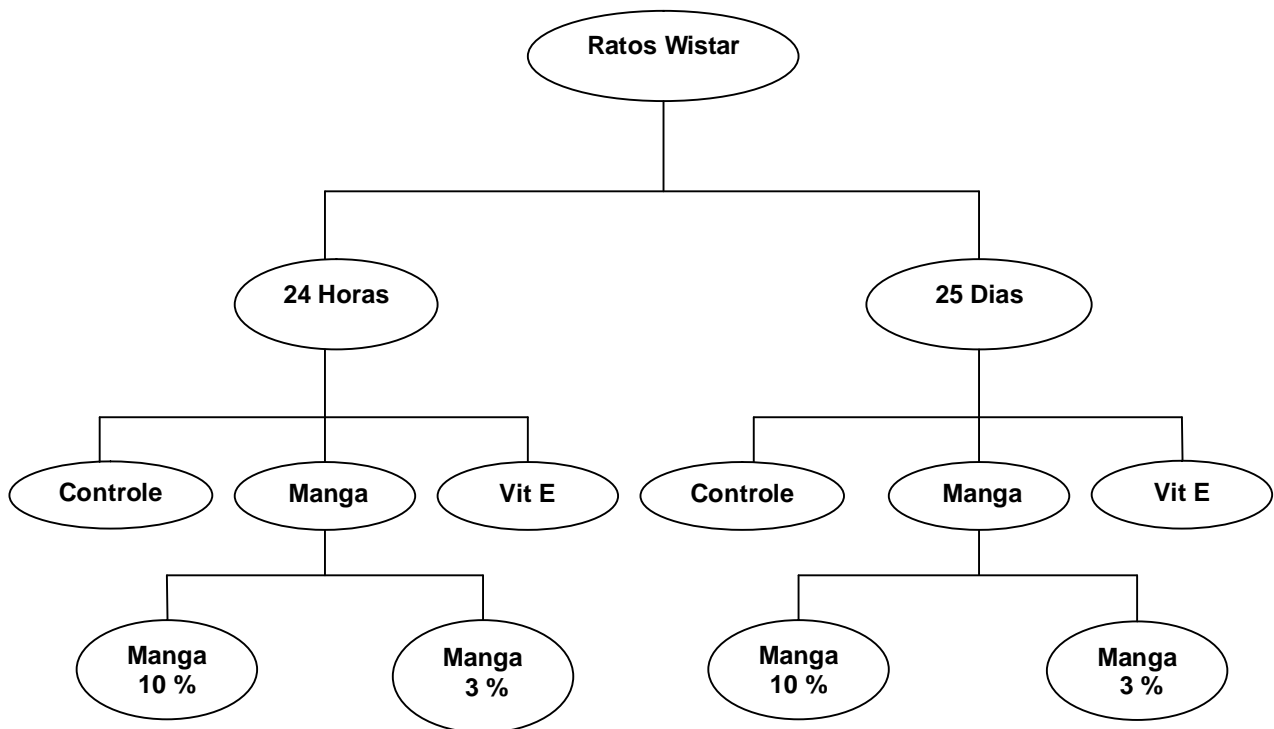 Ratos Wistar
24 Horas
25 Dias
Controle
Manga
Vit E
Controle
Manga
Vit E
Manga
10 %
Manga
3 %
Manga
10 %
Manga
3 %